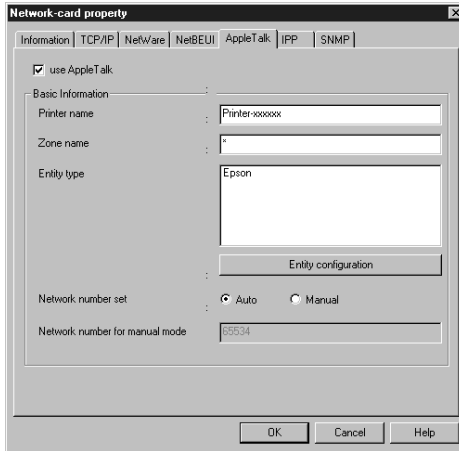 Network-card property
Information TCP/IP NetWare NetBEUI AppleTalk IPP SNMP
use AppleTalk
Basic Information :
Printer name : Printer-xxxxxx
Zone name : *
Entity type Epson
: Entity configuration
Network number set : Auto Manual
Network number for manual mode 65534
OK Cancel Help